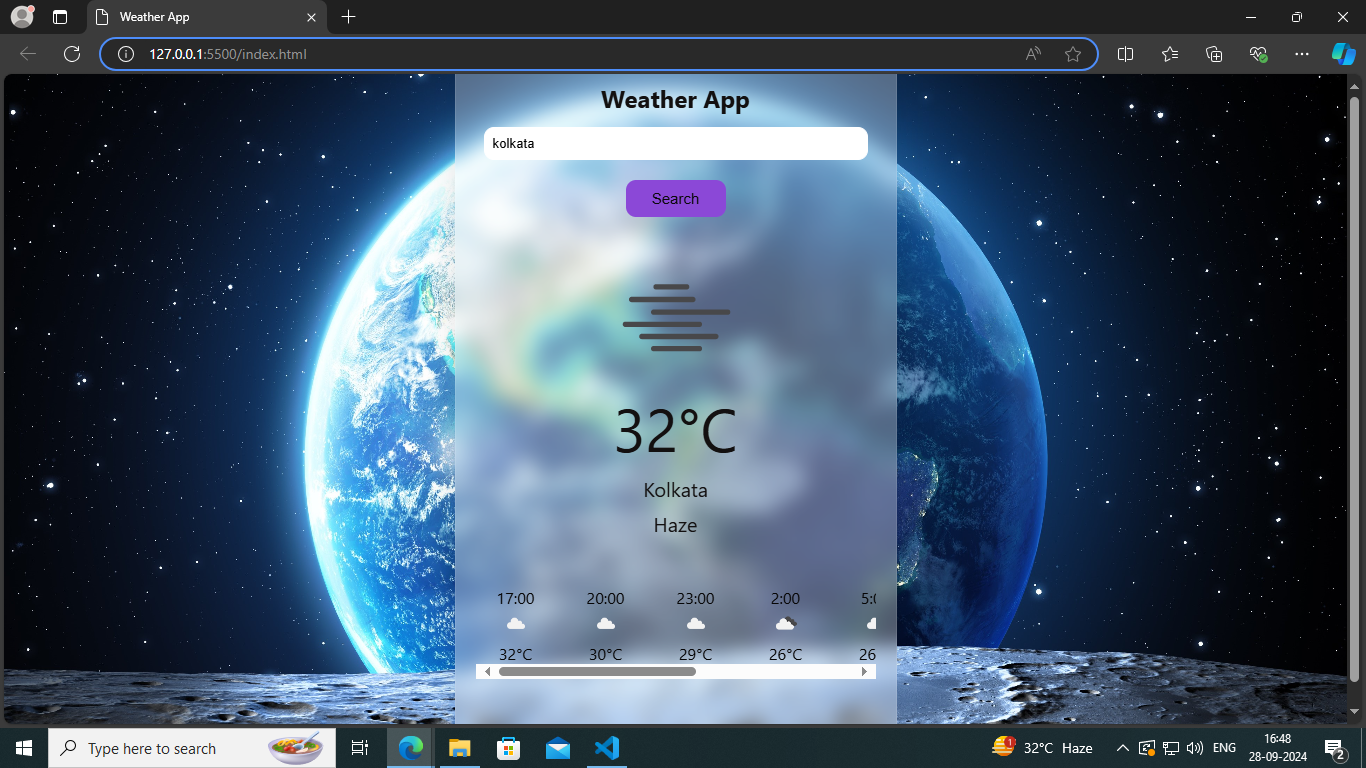 Weather App
127.0.0.1:5500/index.html
Weather App
kolkata
Search
32°C
Kolkata
Haze
17:00 20:00 23:00 2:00
32°C 30°C 29°C 26°C 26
Type here to search
1
32°C Haze
ENG
16:48
28-09-2024
2